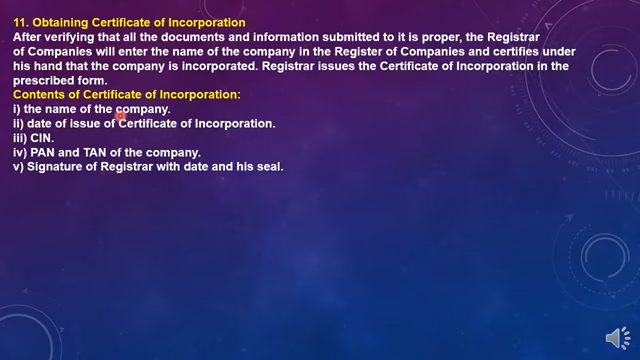 11. Obtaining Certificate of Incorporation
After verifying that all the documents and information submitted to it is proper, the Registrar
of Companies will enter the name of the company in the Register of Companies and certifies under
his hand that the company is incorporated. Registrar issues the Certificate of Incorporation in the
prescribed form.
Contents of Certificate of Incorporation:
i) the name of the company.
ii) date of issue of Certificate of Incorporation.
iii) CIN.
iv) PAN and TAN of the company.
v) Signature of Registrar with date and his seal.